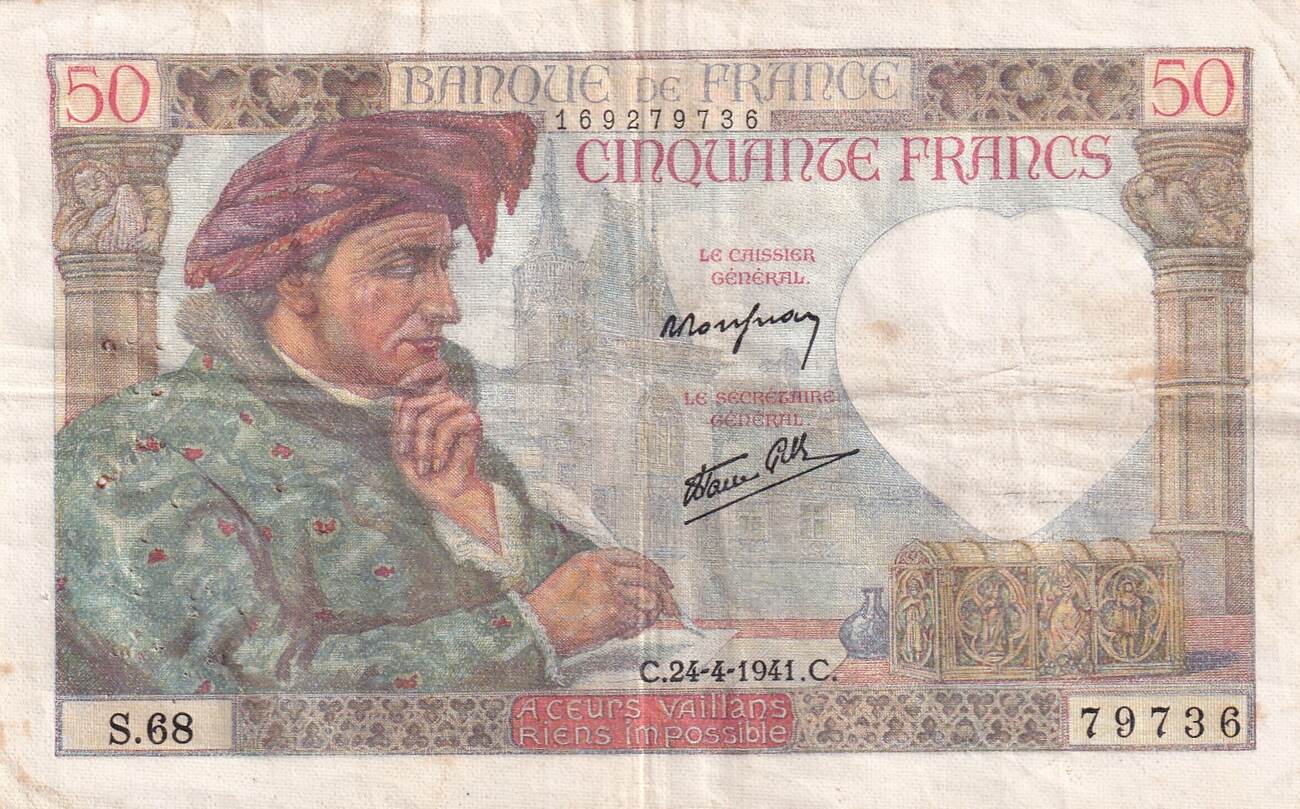 50 BANQUE DE FRANCE 50
169279736
CINQUANTE FRANCS
LE CAISSIER
GÉNÉRAL.
LE SECRÉTAIRE
GÉNÉRAL
C.24-4-1941.C.
S.68
A CŒURS VAILLANS
RIENS IMPOSSIBLE
79736